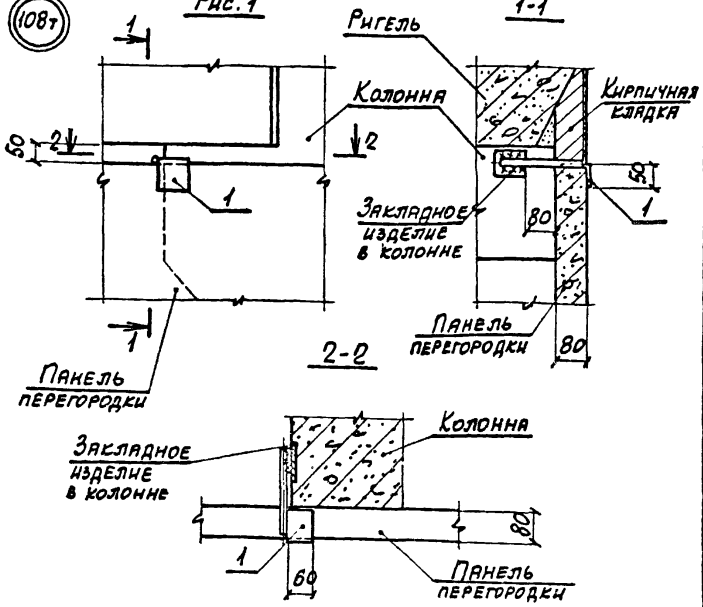 108т
Рис. 1
1
50
2
2
1
1
Колонна
Панель
перегородки
1-1
Ригель
Кирпичная
кладка
50
1
Закладное
изделие
в колонне
80
Панель
перегородки
80
2-2
Закладное
изделие
в колонне
Колонна
1
60
80
Панель
перегородки